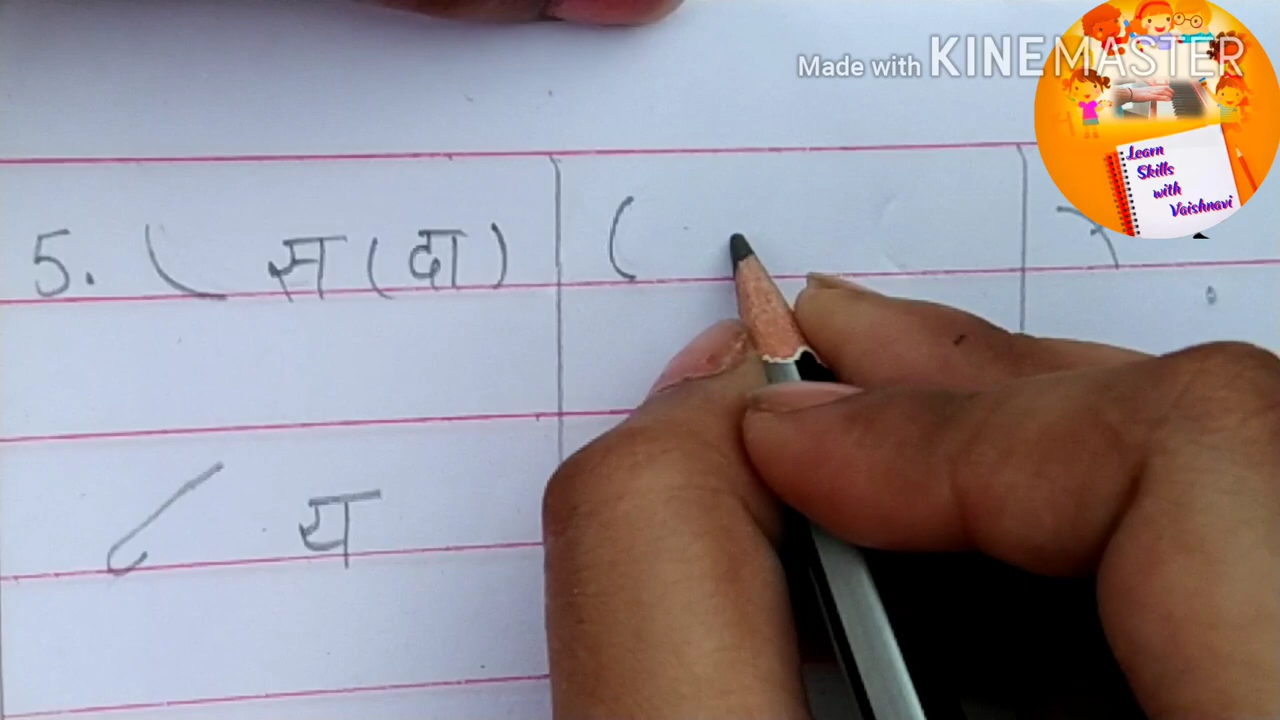 Made with KINEMASTER
Learn
Skills
with
Vaishnavi
5. स (दा)
य